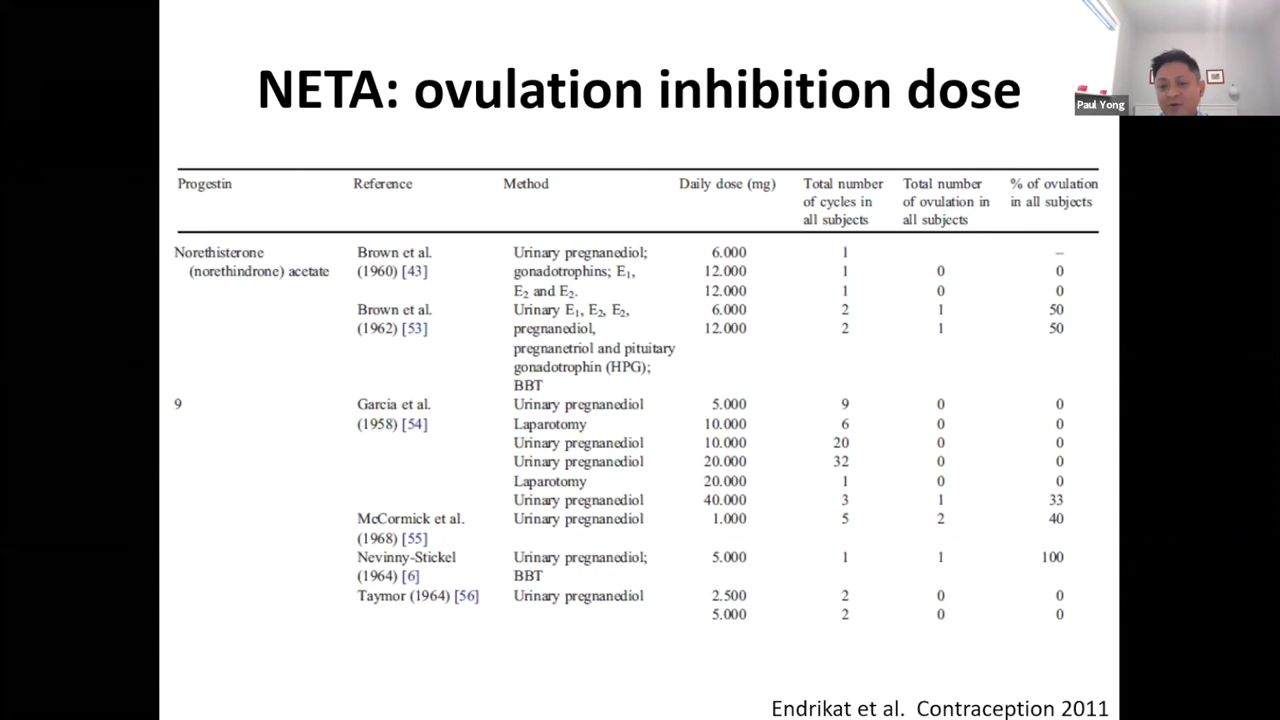 NETA: ovulation inhibition dose
Paul Yong
Progestin Reference Method Daily dose (mg) Total number of cycles in all subjects Total number of ovulation in all subjects % of ovulation in all subjects
Norethisterone Brown et al. Urinary pregnanediol; 6.000 1 –
(norethindrone) acetate (1960) [43] gonadotrophins; E1, 12.000 1 0 0
E2 and E2. 12.000 1 0 0
Brown et al. Urinary E1, E2, E2, 6.000 2 1 50
(1962) [53] pregnanediol, 12.000 2 1 50
pregnanetriol and pituitary
gonadotrophin (HPG);
BBT
9 Garcia et al. Urinary pregnanediol 5.000 9 0 0
(1958) [54] Laparotomy 10.000 6 0 0
Urinary pregnanediol 10.000 20 0 0
Urinary pregnanediol 20.000 32 0 0
Laparotomy 20.000 1 0 0
Urinary pregnanediol 40.000 3 1 33
McCormick et al. Urinary pregnanediol 1.000 5 2 40
(1968) [55]
Nevinny-Stickel Urinary pregnanediol; 5.000 1 1 100
(1964) [6] BBT
Taymor (1964) [56] Urinary pregnanediol 2.500 2 0 0
5.000 2 0 0
Endrikat et al. Contraception 2011